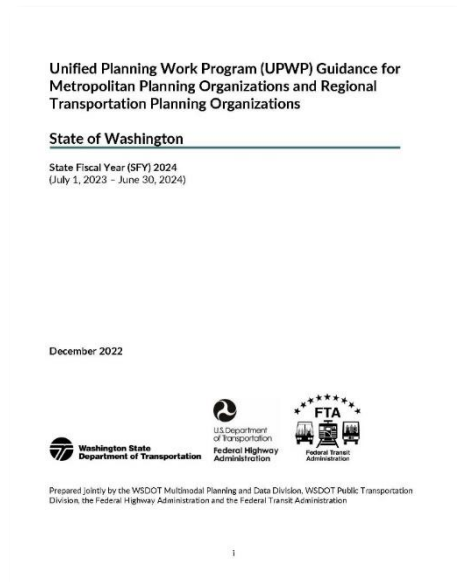 Unified Planning Work Program (UPWP) Guidance for
Metropolitan Planning Organizations and Regional
Transportation Planning Organizations
State of Washington
State Fiscal Year (SFY) 2024
(July 1, 2023 – June 30, 2024)
December 2022
Washington State
Department of Transportation
U.S. Department
of Transportation
Federal Highway
Administration
FTA
Federal Transit
Administration
Prepared jointly by the WSDOT Multimodal Planning and Data Division, WSDOT Public Transportation
Division, the Federal Highway Administration and the Federal Transit Administration
i